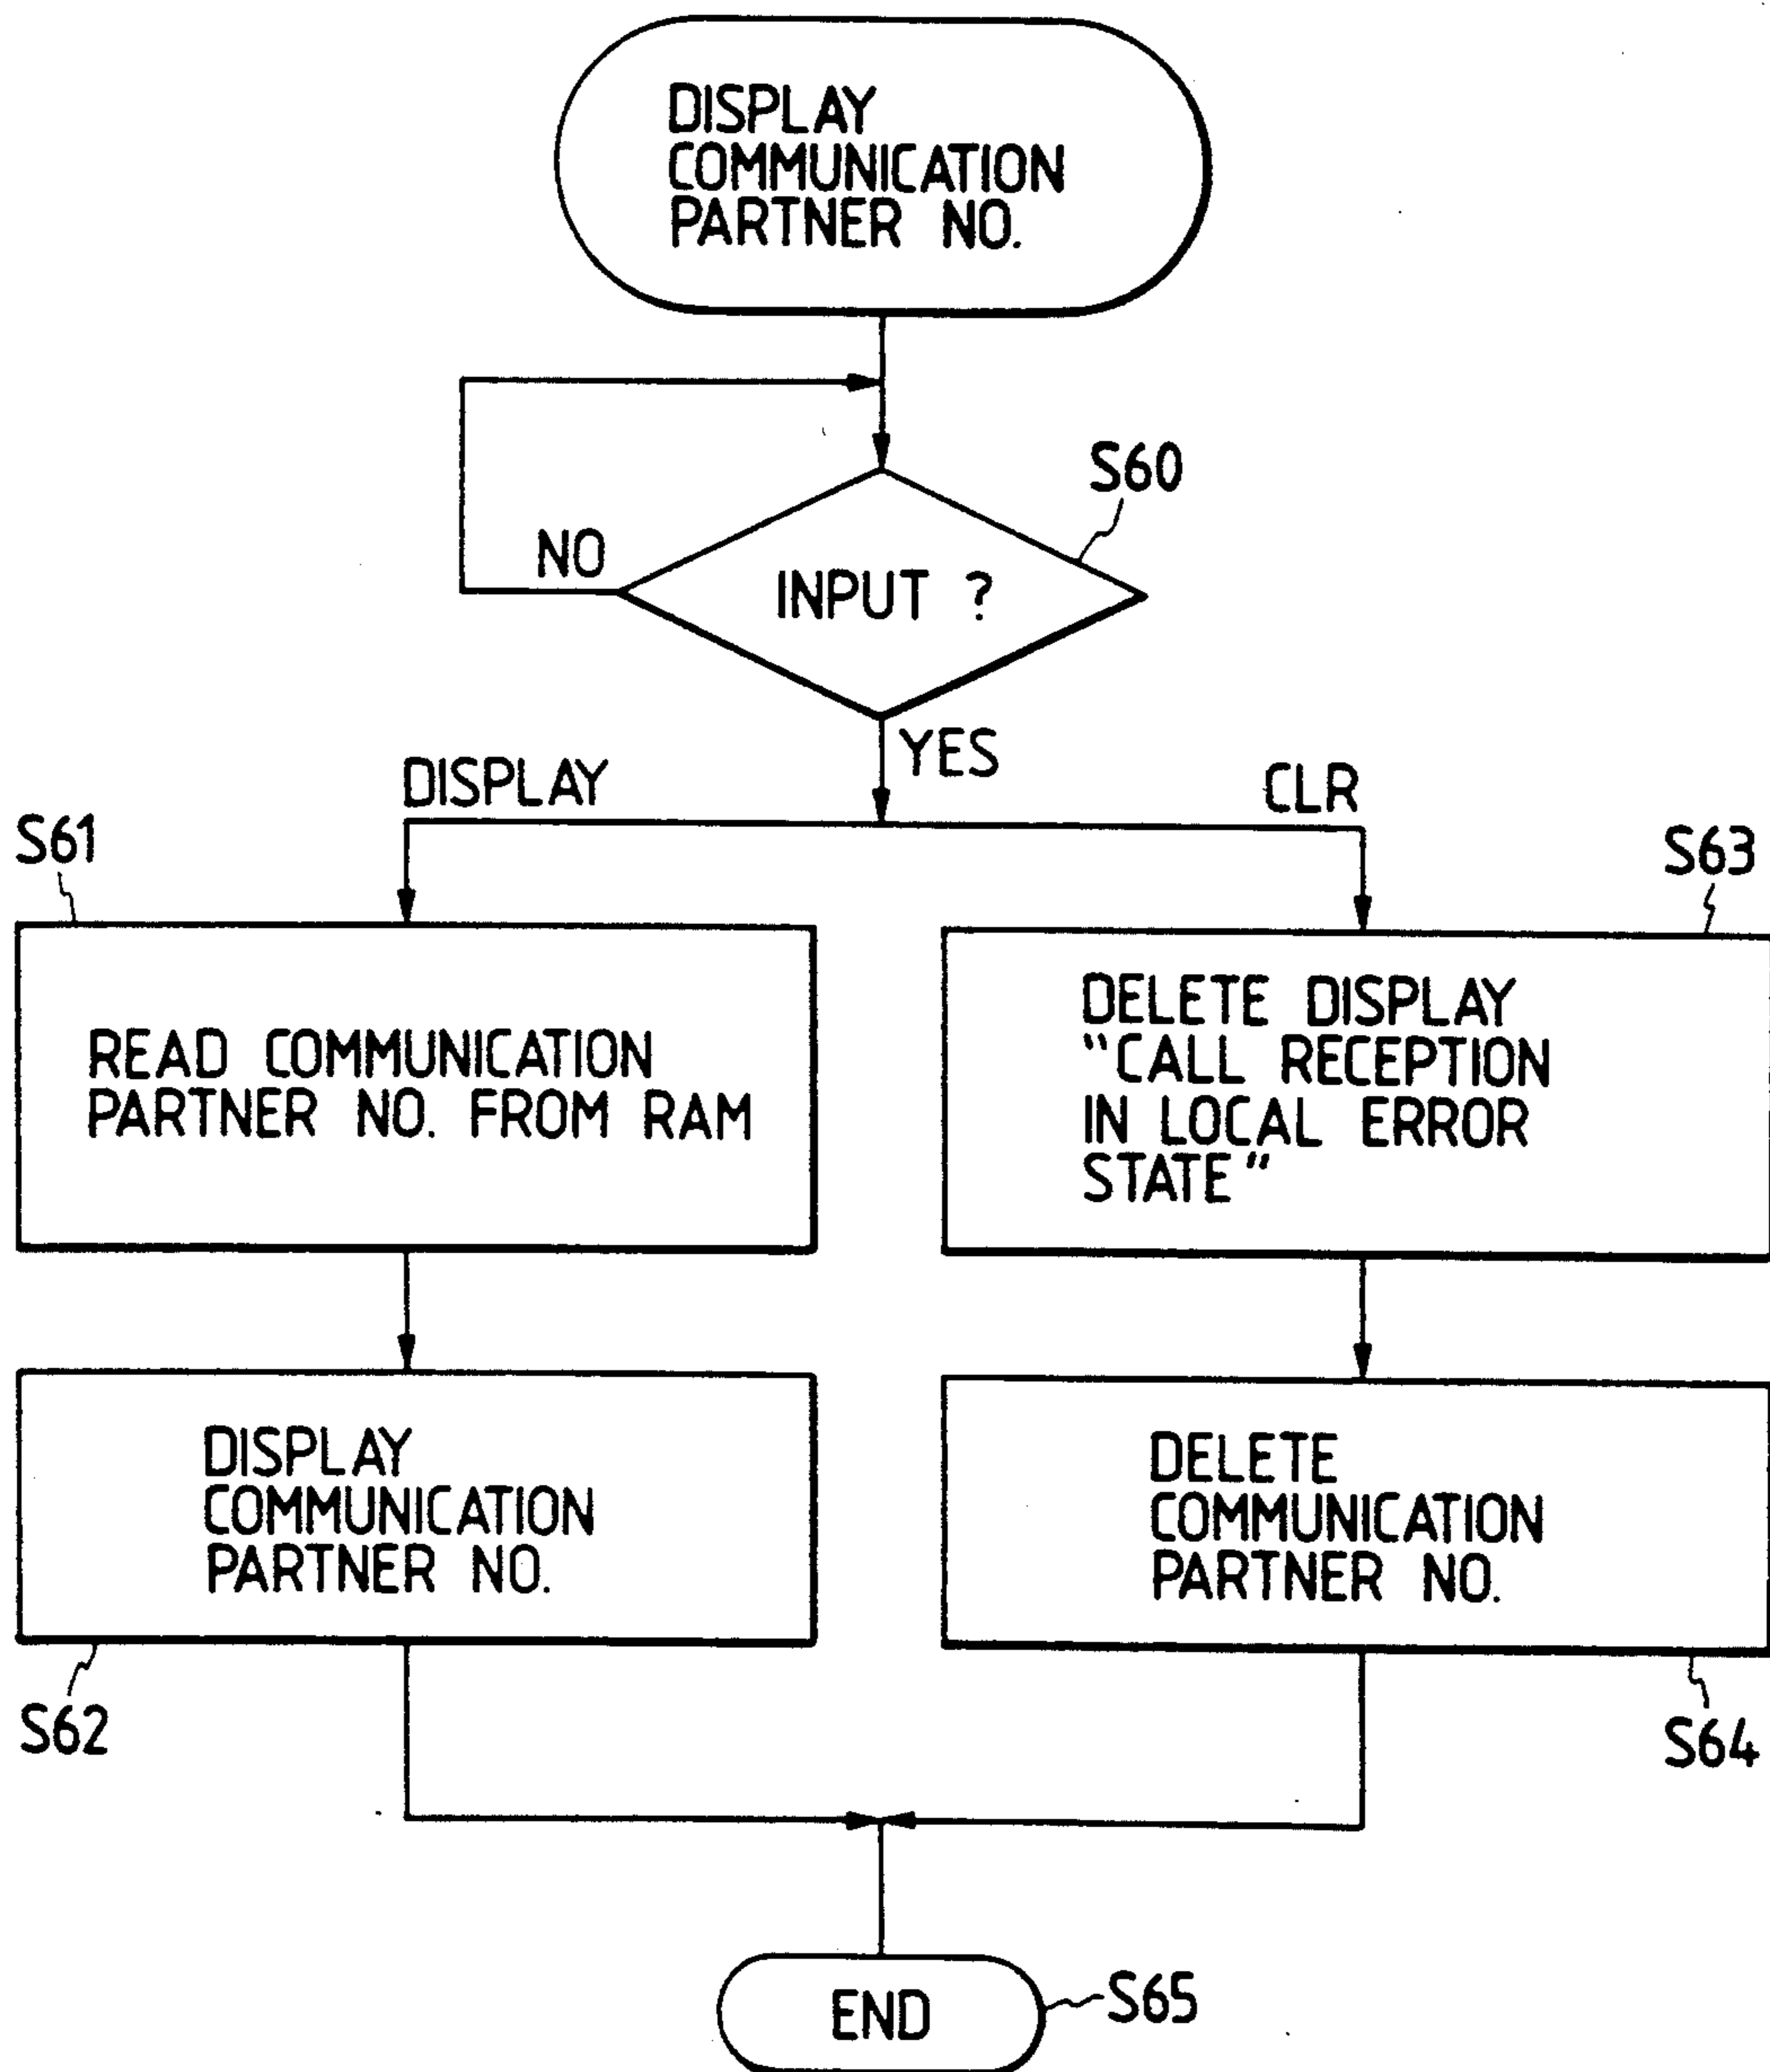 DISPLAY
COMMUNICATION
PARTNER NO.
S60
NO
INPUT ?
YES
DISPLAY
CLR
S61
S63
READ COMMUNICATION
PARTNER NO. FROM RAM
DELETE DISPLAY
"CALL RECEPTION
IN LOCAL ERROR
STATE"
DISPLAY
COMMUNICATION
PARTNER NO.
DELETE
COMMUNICATION
PARTNER NO.
S62
S64
END
S65